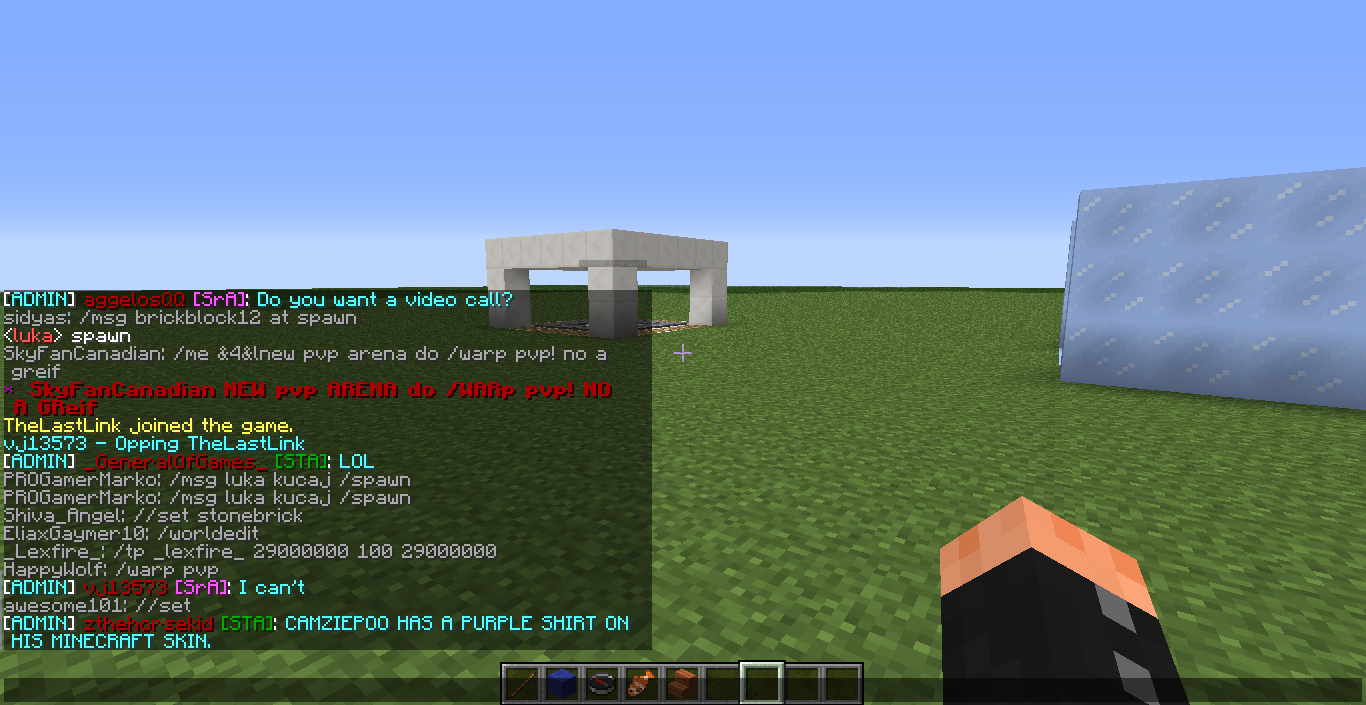 [ADMIN] aggelosQO [SrA]: Do you want a video call?
sidyas: /msg brickblock12 at spawn
<luka> spawn
SkyFanCanadian: /me &4&lnew pvp arena do /warp pvp! no a
greif
* SkyFanCanadian NEW pvp ARENA do /WARp pvp! NO
A GReif
TheLastLink joined the game.
vj13573 - Opping TheLastLink
[ADMIN] _GeneralOfGames_ [STA]: LOL
PROGamerMarko: /msg luka kucaj /spawn
PROGamerMarko: /msg luka kucaj /spawn
Shiva_Angel: //set stonebrick
EliaxGaymer10: /worldedit
_Lexfire_: /tp _lexfire_ 29000000 100 29000000
HappyWolf: /warp pvp
[ADMIN] vj13573 [SrA]: I can't
awesome101: //set
[ADMIN] zthehorsekid [STA]: CAMZIEPOO HAS A PURPLE SHIRT ON
HIS MINECRAFT SKIN.